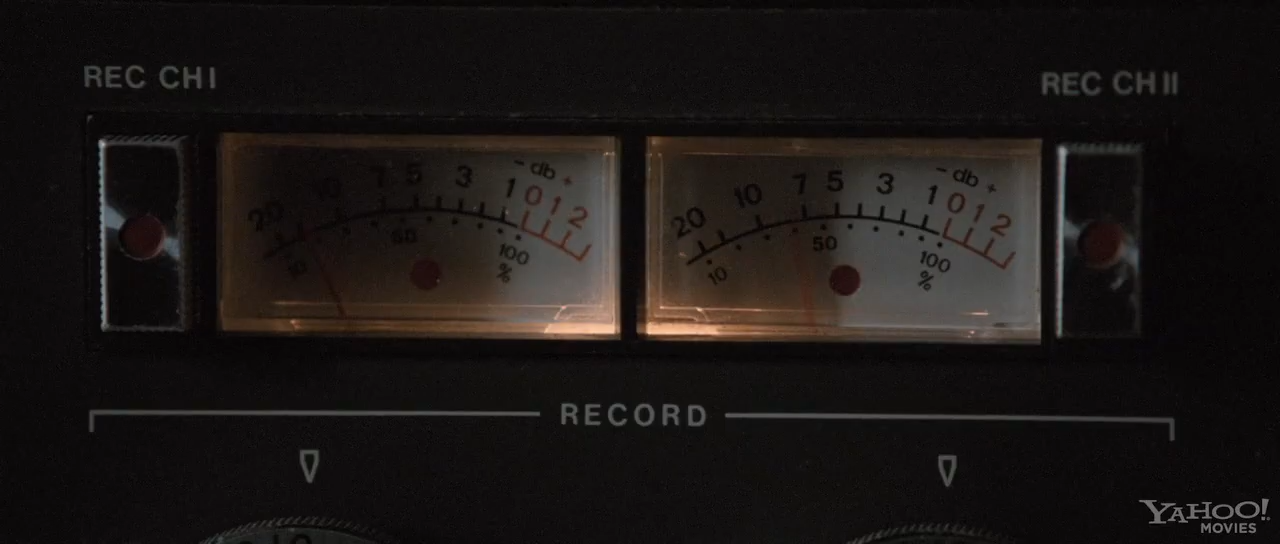 REC CH I
REC CH II
- db +
20 10 7 5 3 1 0 1 2
10 50 100
%
- db +
20 10 7 5 3 1 0 1 2
10 50 100
%
RECORD
YAHOO!
MOVIES